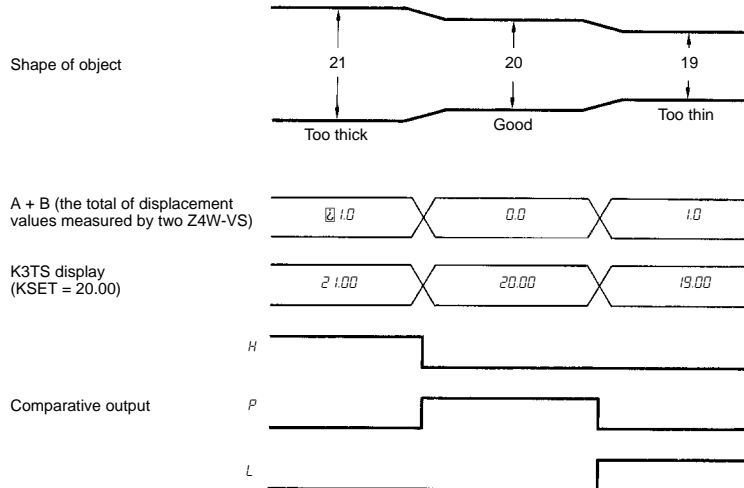 Shape of object
21
20
19
Too thick
Good
Too thin
A + B (the total of displacement
values measured by two Z4W-VS)
1.0
0.0
1.0
K3TS display
(KSET = 20.00)
21.00
20.00
19.00
H
Comparative output
P
L